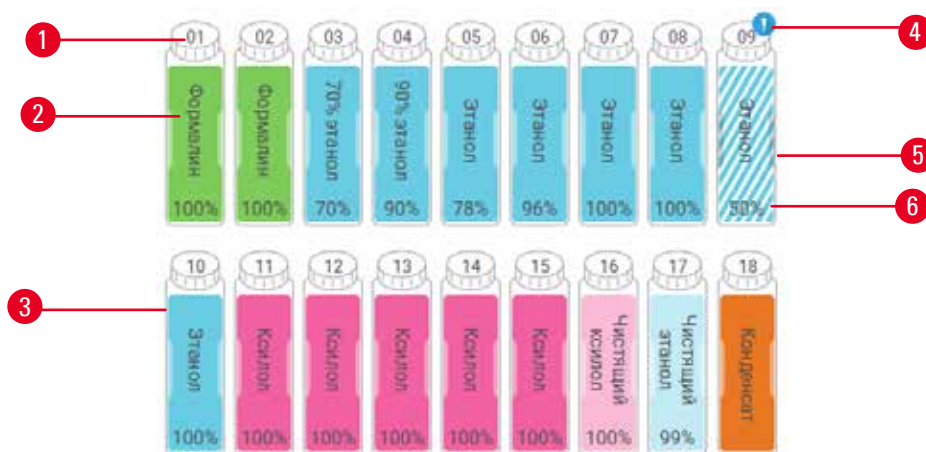 1
01
02
03
04
05
06
07
08
09
4
2
Формалин
Формалин
70% этанол
90% этанол
Этанол
Этанол
Этанол
Этанол
Этанол
5
100%
100%
70%
90%
78%
96%
100%
100%
50%
6
10
11
12
13
14
15
16
17
18
3
Этанол
Ксилол
Ксилол
Ксилол
Ксилол
Ксилол
Чистящий
ксилол
Чистящий
этанол
Конденсат
100%
100%
100%
100%
100%
100%
100%
99%